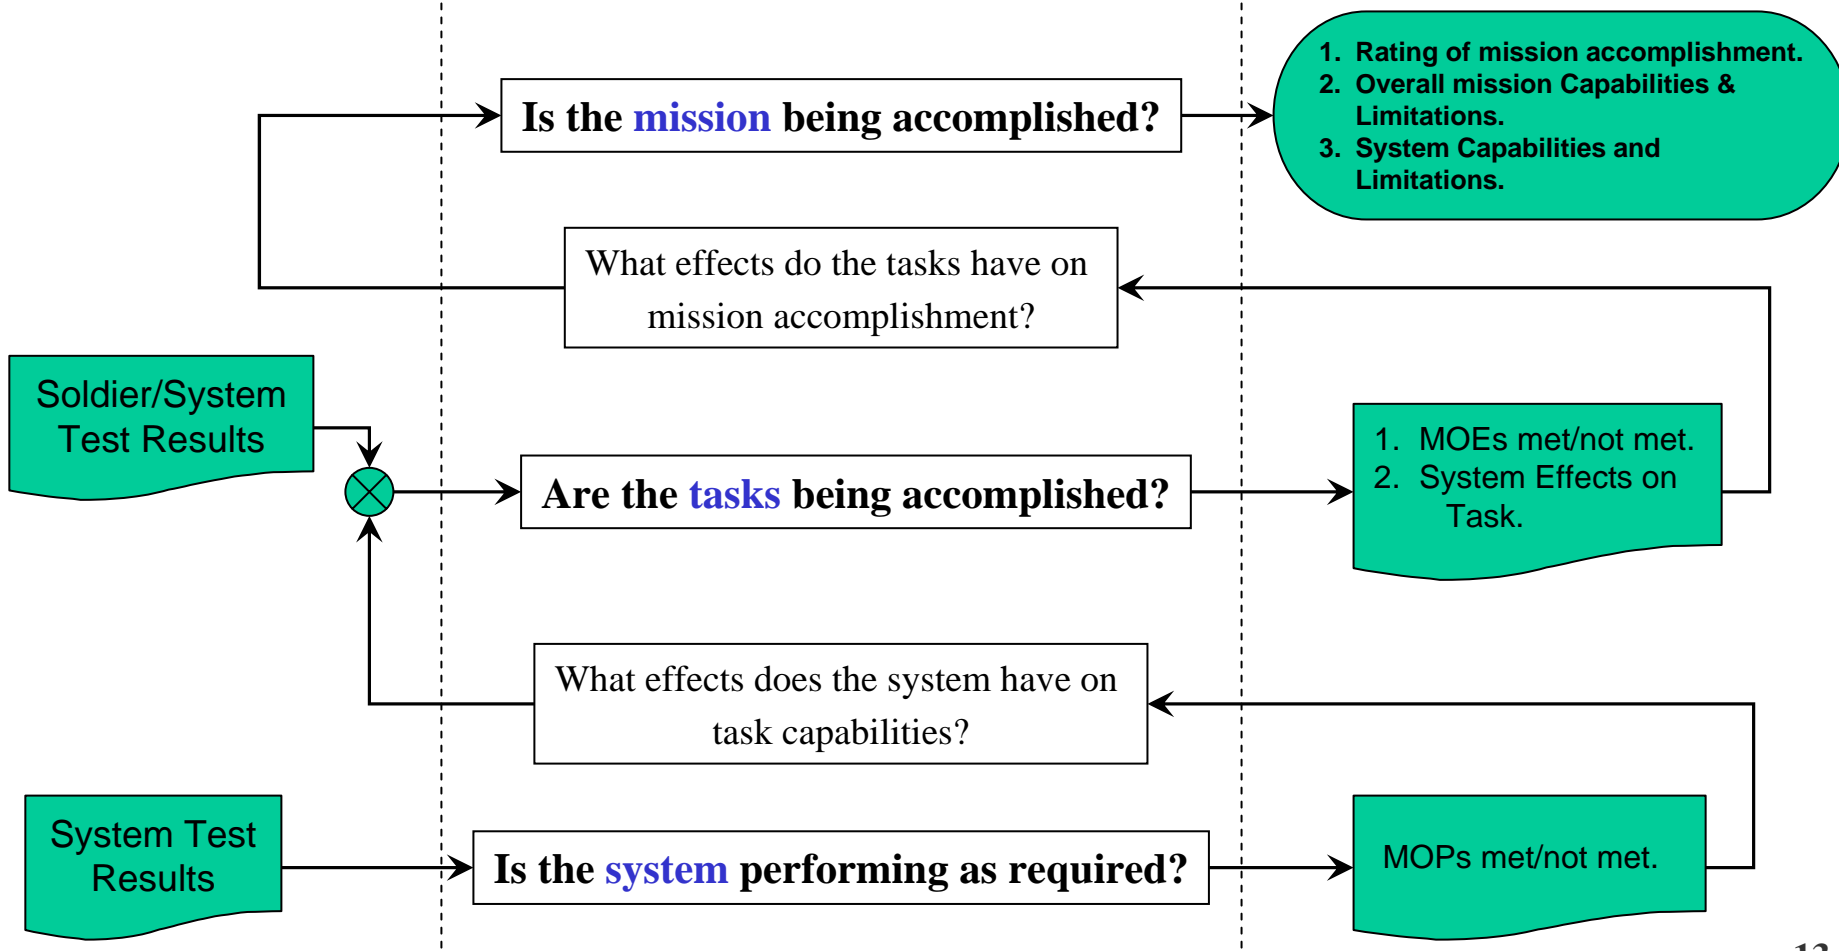 Is the mission being accomplished?
1. Rating of mission accomplishment.
2. Overall mission Capabilities &
Limitations.
3. System Capabilities and
Limitations.
What effects do the tasks have on
mission accomplishment?
Soldier/System
Test Results
Are the tasks being accomplished?
1. MOEs met/not met.
2. System Effects on
Task.
What effects does the system have on
task capabilities?
System Test
Results
Is the system performing as required?
MOPs met/not met.